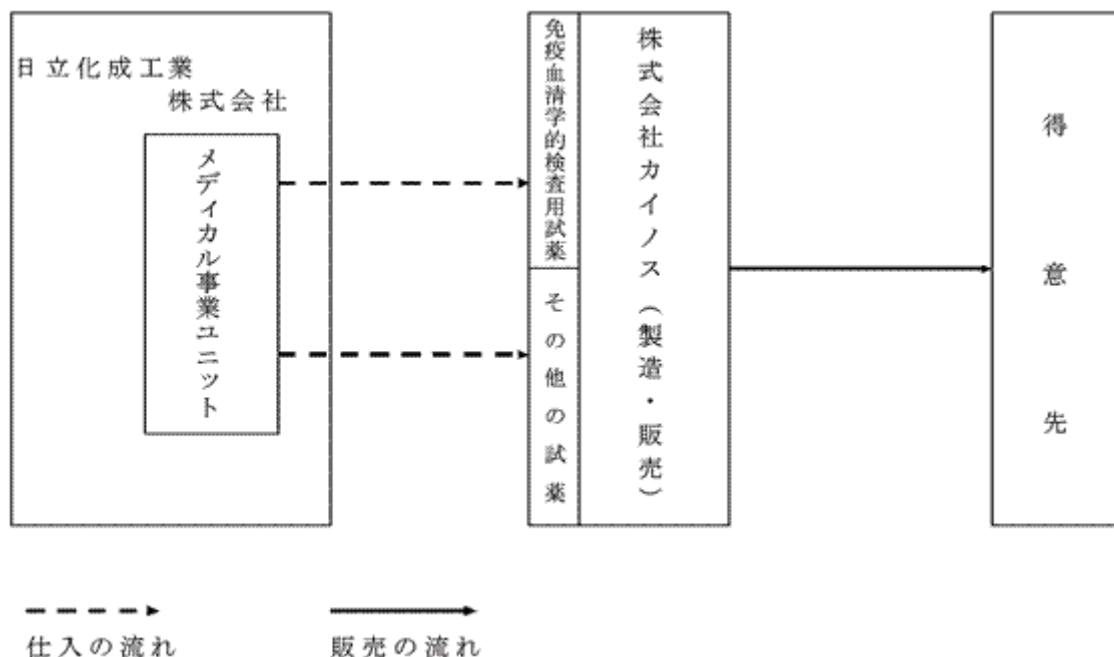 日立化成工業
株式会社
メディカル事業ユニット
免疫血清学的検査用試薬
その他の試薬
株式会社カイノス（製造・販売）
得意先
仕入の流れ
販売の流れ